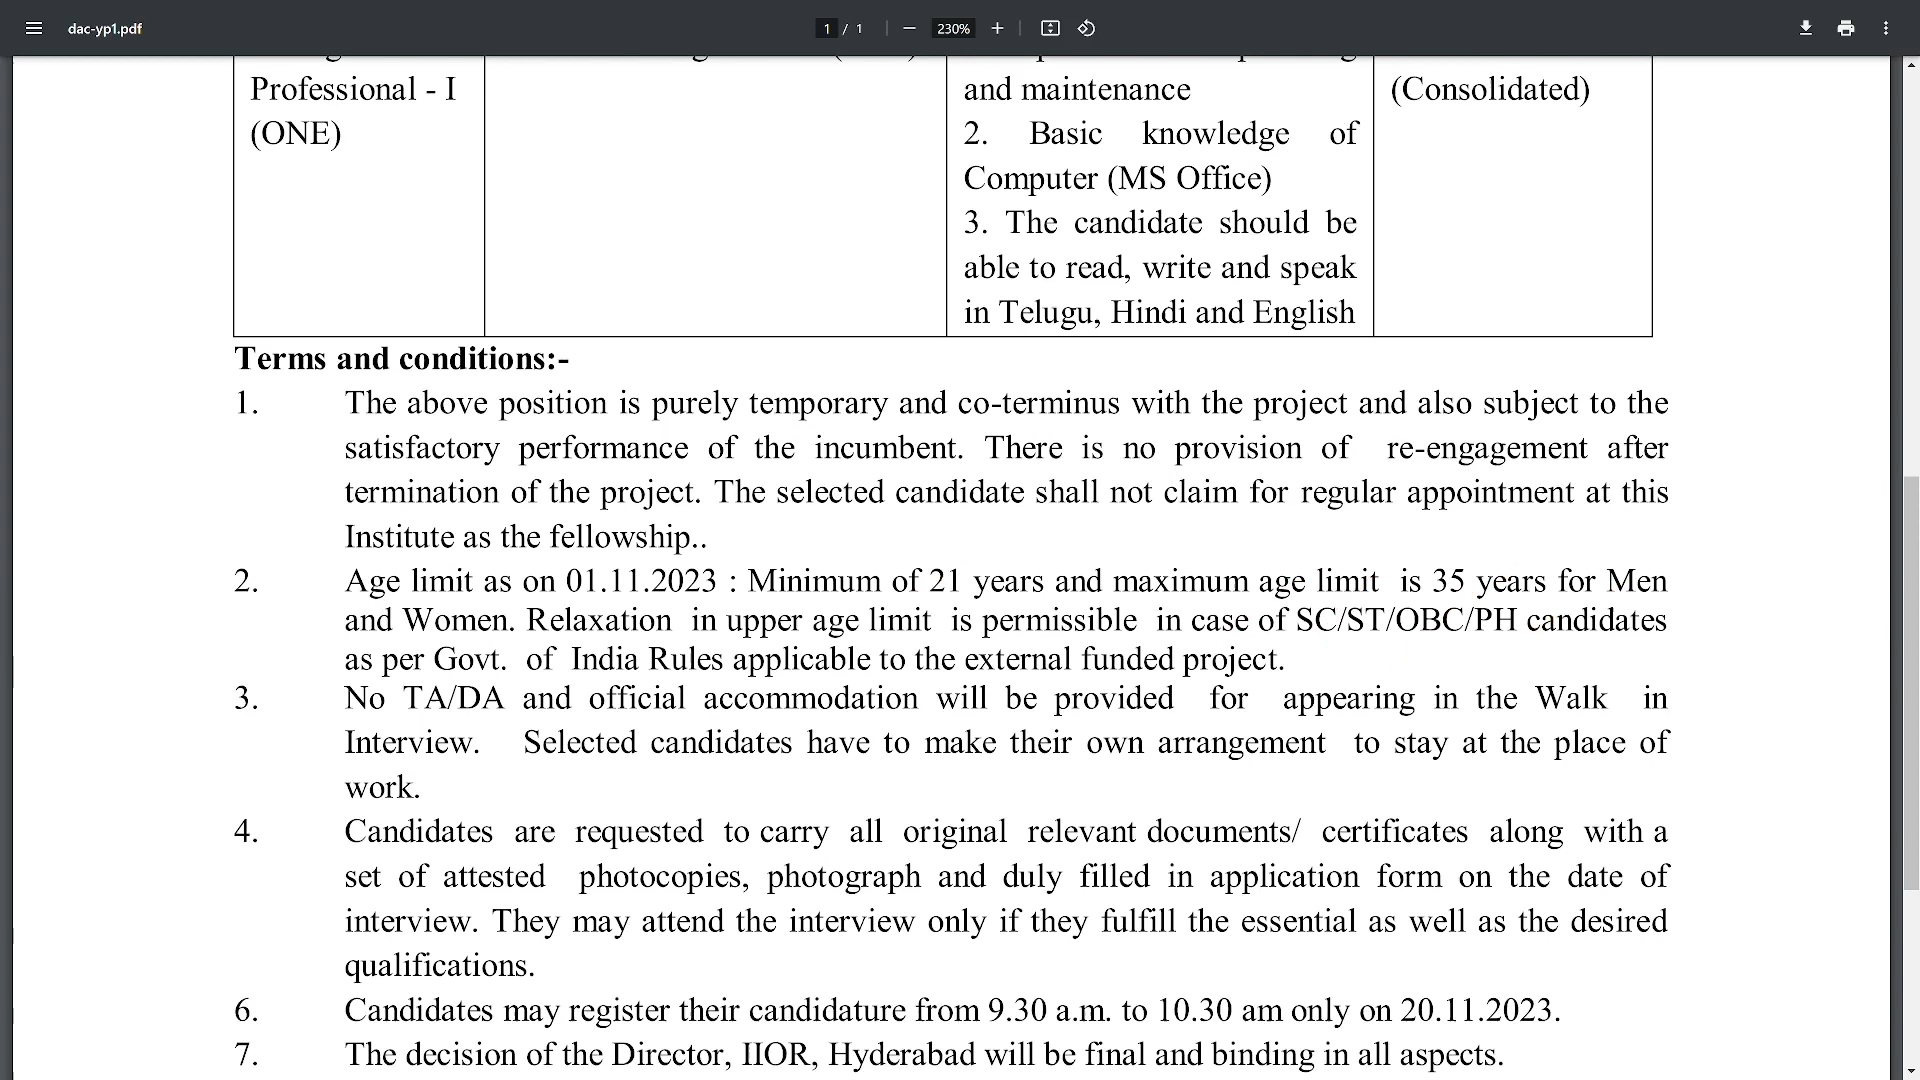 dac-yp1.pdf
1 / 1
230%
Professional - I
(ONE)
and maintenance
2. Basic knowledge of
Computer (MS Office)
3. The candidate should be
able to read, write and speak
in Telugu, Hindi and English
(Consolidated)
Terms and conditions:-
1. The above position is purely temporary and co-terminus with the project and also subject to the
satisfactory performance of the incumbent. There is no provision of re-engagement after
termination of the project. The selected candidate shall not claim for regular appointment at this
Institute as the fellowship..
2. Age limit as on 01.11.2023 : Minimum of 21 years and maximum age limit is 35 years for Men
and Women. Relaxation in upper age limit is permissible in case of SC/ST/OBC/PH candidates
as per Govt. of India Rules applicable to the external funded project.
3. No TA/DA and official accommodation will be provided for appearing in the Walk in
Interview. Selected candidates have to make their own arrangement to stay at the place of
work.
4. Candidates are requested to carry all original relevant documents/ certificates along with a
set of attested photocopies, photograph and duly filled in application form on the date of
interview. They may attend the interview only if they fulfill the essential as well as the desired
qualifications.
6. Candidates may register their candidature from 9.30 a.m. to 10.30 am only on 20.11.2023.
7. The decision of the Director, IIOR, Hyderabad will be final and binding in all aspects.